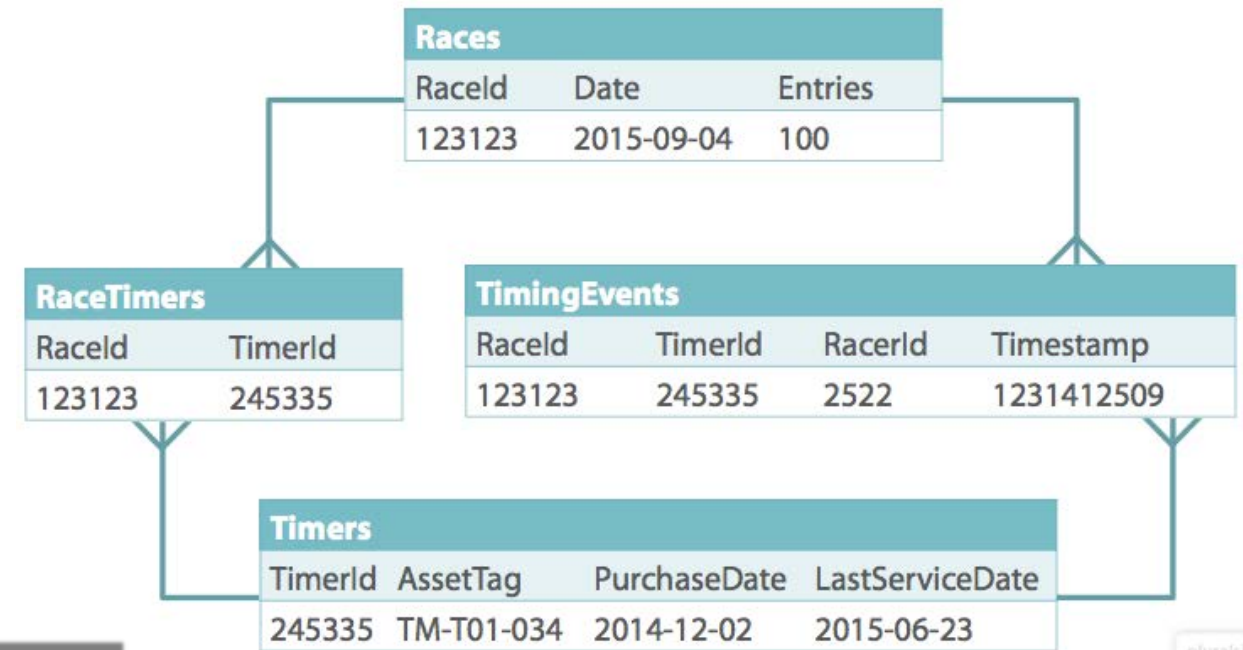 Races
RaceId Date Entries
123123 2015-09-04 100
RaceTimers
RaceId TimerId
123123 245335
TimingEvents
RaceId TimerId RacerId Timestamp
123123 245335 2522 1231412509
Timers
TimerId AssetTag PurchaseDate LastServiceDate
245335 TM-T01-034 2014-12-02 2015-06-23